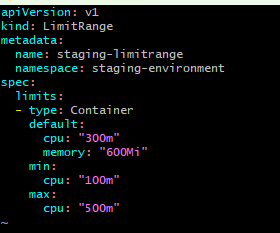 apiVersion: v1
kind: LimitRange
metadata:
  name: staging-limitrange
  namespace: staging-environment
spec:
  limits:
  - type: Container
    default:
      cpu: "300m"
      memory: "600Mi"
    min:
      cpu: "100m"
    max:
      cpu: "500m"
~